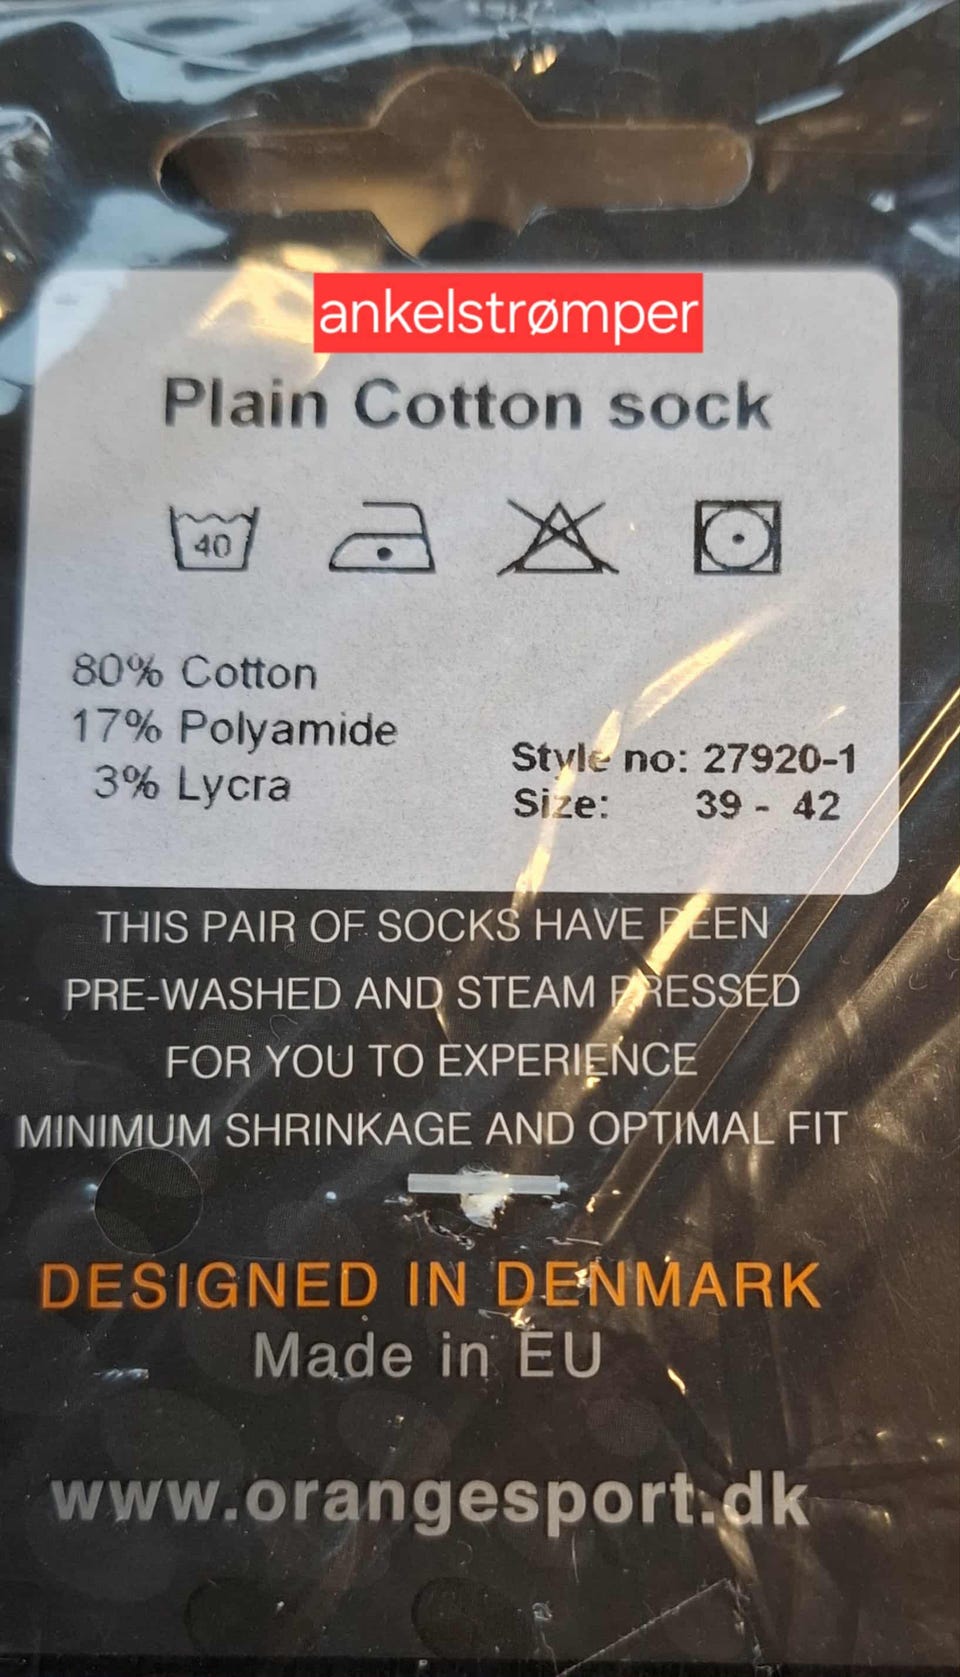 ankelstrømper
Plain Cotton sock
40
80% Cotton
17% Polyamide
3% Lycra
Style no: 27920-1
Size: 39 - 42
THIS PAIR OF SOCKS HAVE BEEN
PRE-WASHED AND STEAM PRESSED
FOR YOU TO EXPERIENCE
MINIMUM SHRINKAGE AND OPTIMAL FIT
DESIGNED IN DENMARK
Made in EU
www.orangesport.dk